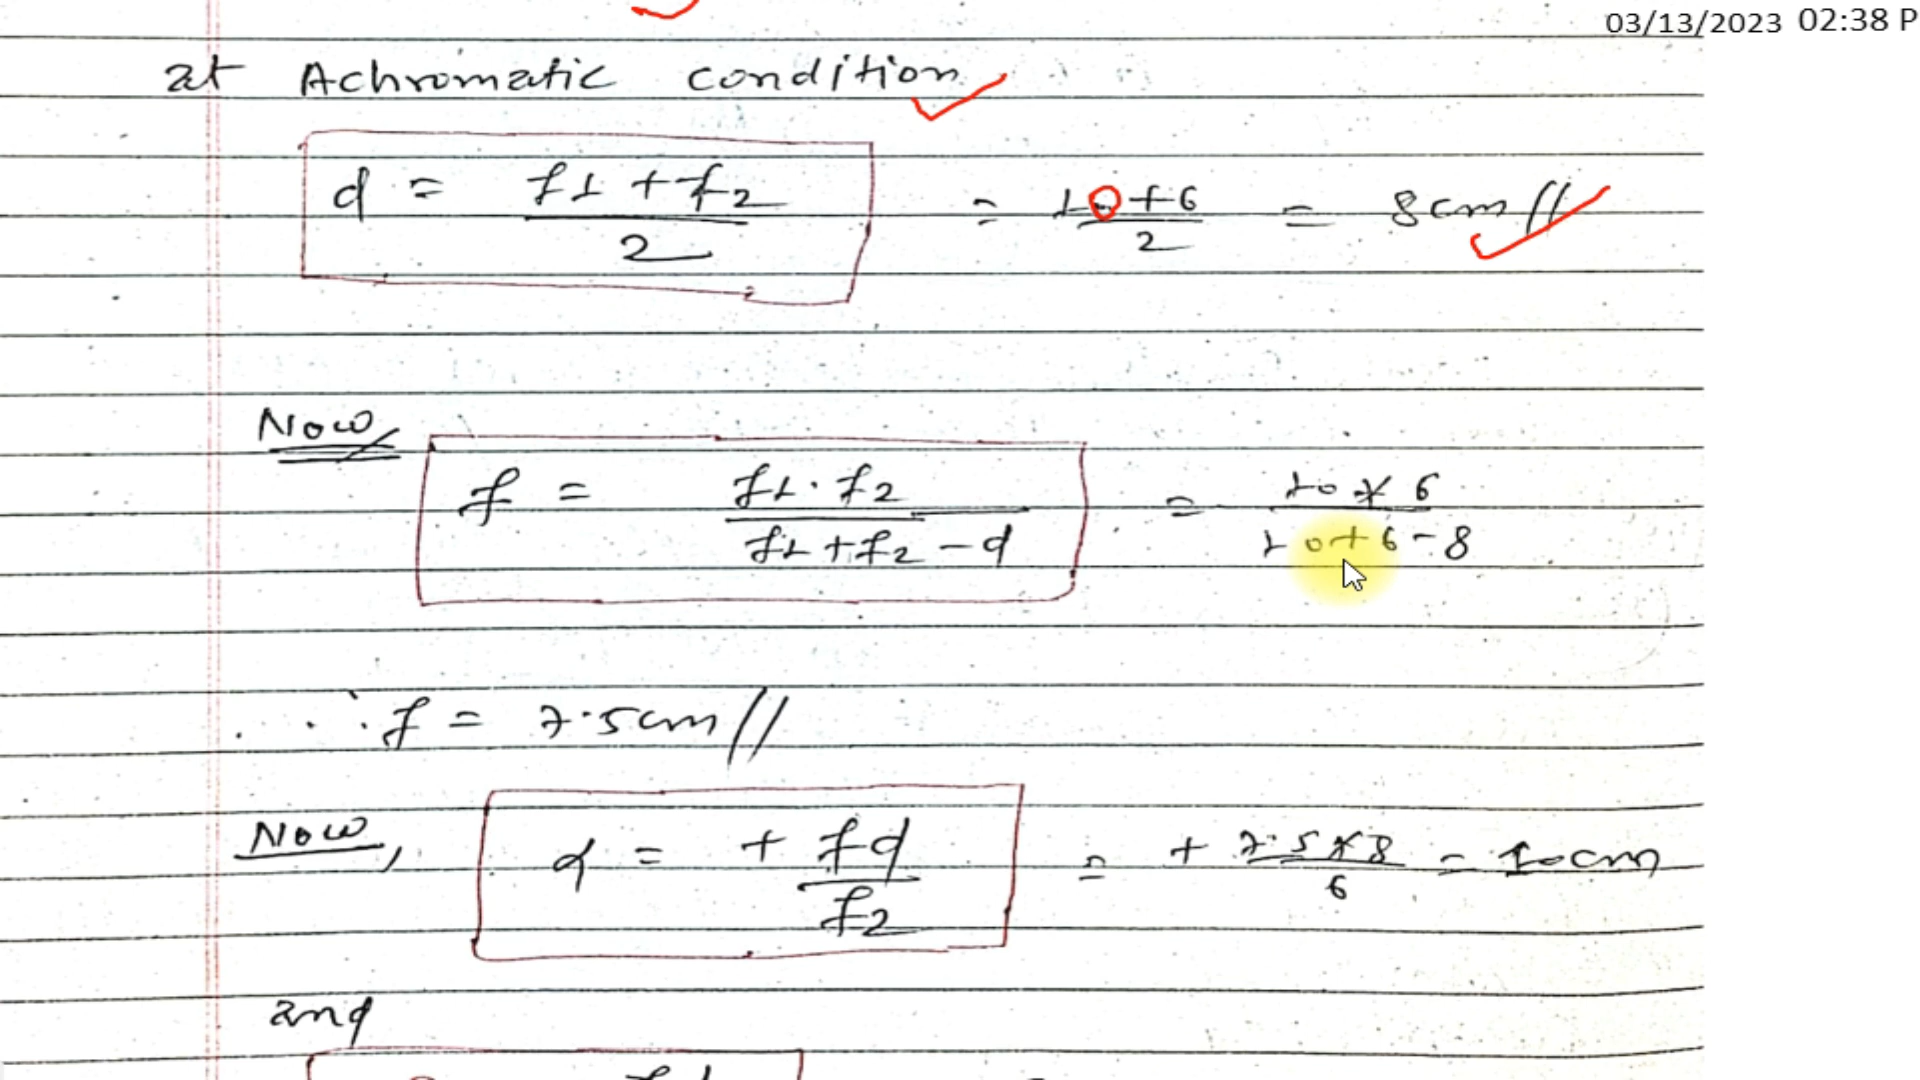 03/13/2023 02:38 P
at Achromatic condition
d = f1 + f2 / 2 = 10+6 / 2 = 8cm //
Now
f = f1 · f2 / f1 + f2 - d = 10 × 6 / 10+6-8
∴ f = 7.5cm //
Now, α = + fd / f2 = + 7.5×8 / 6 = 10cm
and